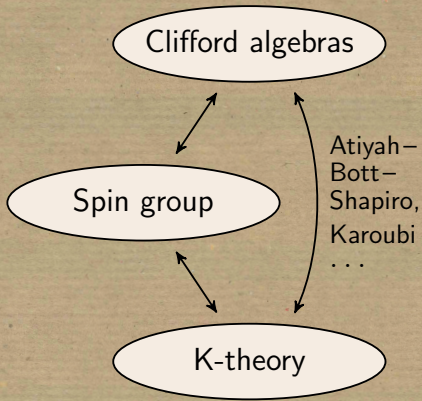 Clifford algebras
Atiyah–
Bott–
Shapiro,
Karoubi
. . .
Spin group
K-theory